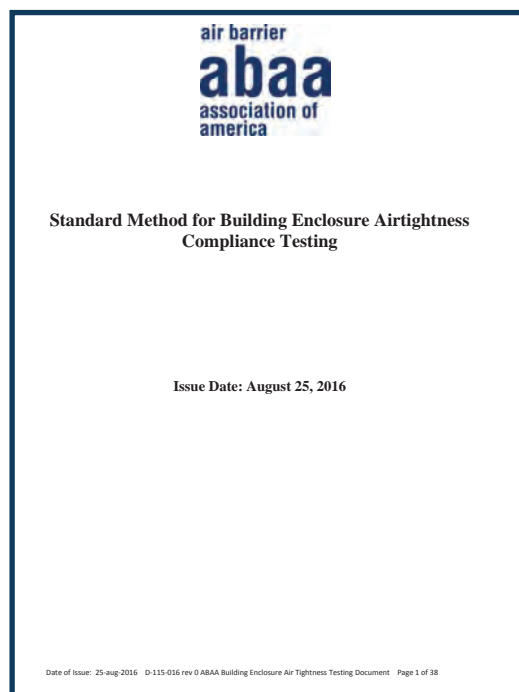 air barrier
abaa
association of
america
Standard Method for Building Enclosure Airtightness
Compliance Testing
Issue Date: August 25, 2016
Date of Issue: 25-aug-2016 D-115-016 rev 0 ABAA Building Enclosure Air Tightness Testing Document Page 1 of 38